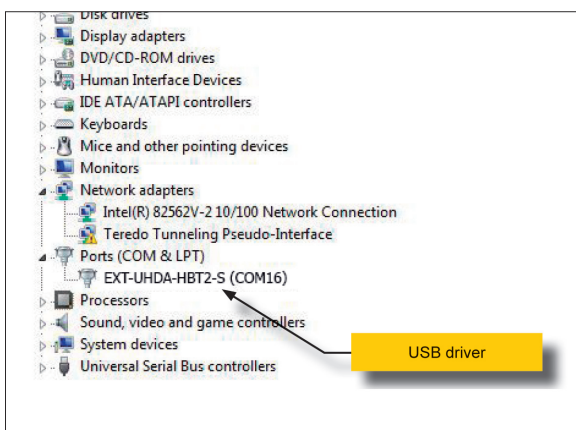 Disk drives
Display adapters
DVD/CD-ROM drives
Human Interface Devices
IDE ATA/ATAPI controllers
Keyboards
Mice and other pointing devices
Monitors
Network adapters
Intel(R) 82562V-2 10/100 Network Connection
Teredo Tunneling Pseudo-Interface
Ports (COM & LPT)
EXT-UHDA-HBT2-S (COM16)
Processors
Sound, video and game controllers
System devices
Universal Serial Bus controllers
USB driver